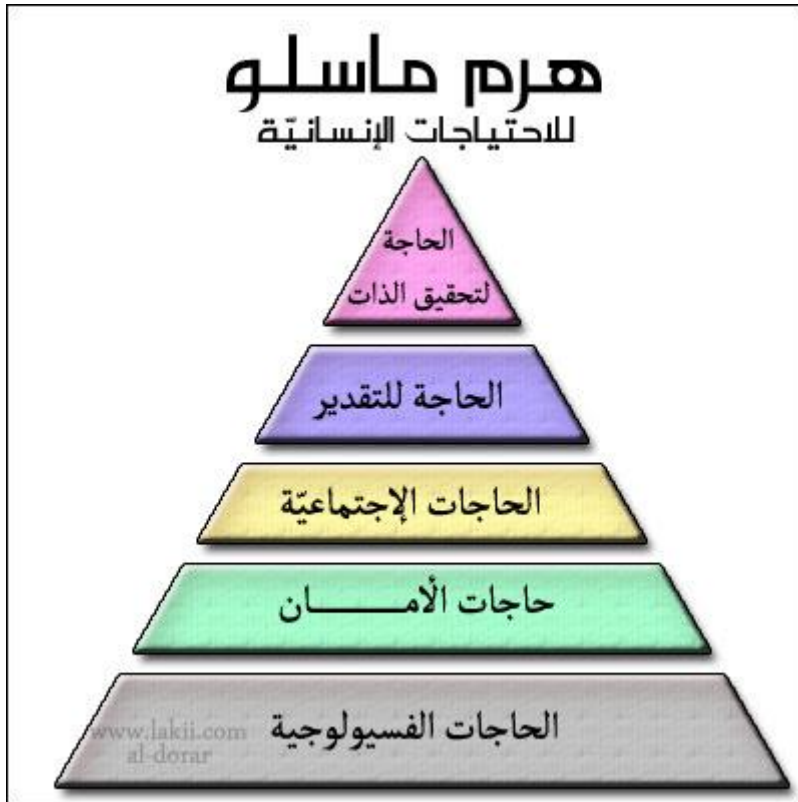 هرم ماسلو
للاحتياجات الإنسانيّة
الحاجة
لتحقيق الذات
الحاجة للتقدير
الحاجات الإجتماعيّة
حاجات الأمـــــــان
الحاجات الفسيولوجية
www.lakii.com
al-dorar